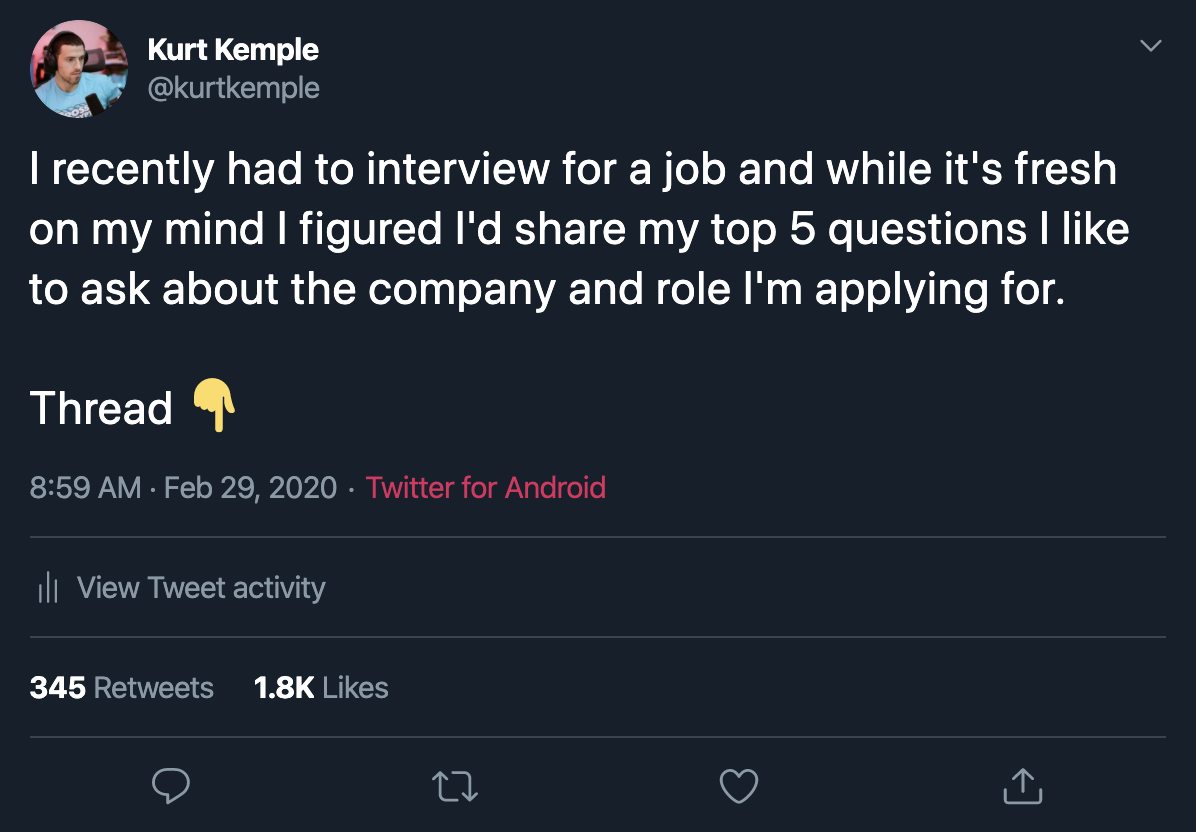 Kurt Kemple
@kurtkemple
I recently had to interview for a job and while it's fresh
on my mind I figured I'd share my top 5 questions I like
to ask about the company and role I'm applying for.
Thread 👇
8:59 AM · Feb 29, 2020 · Twitter for Android
View Tweet activity
345 Retweets 1.8K Likes